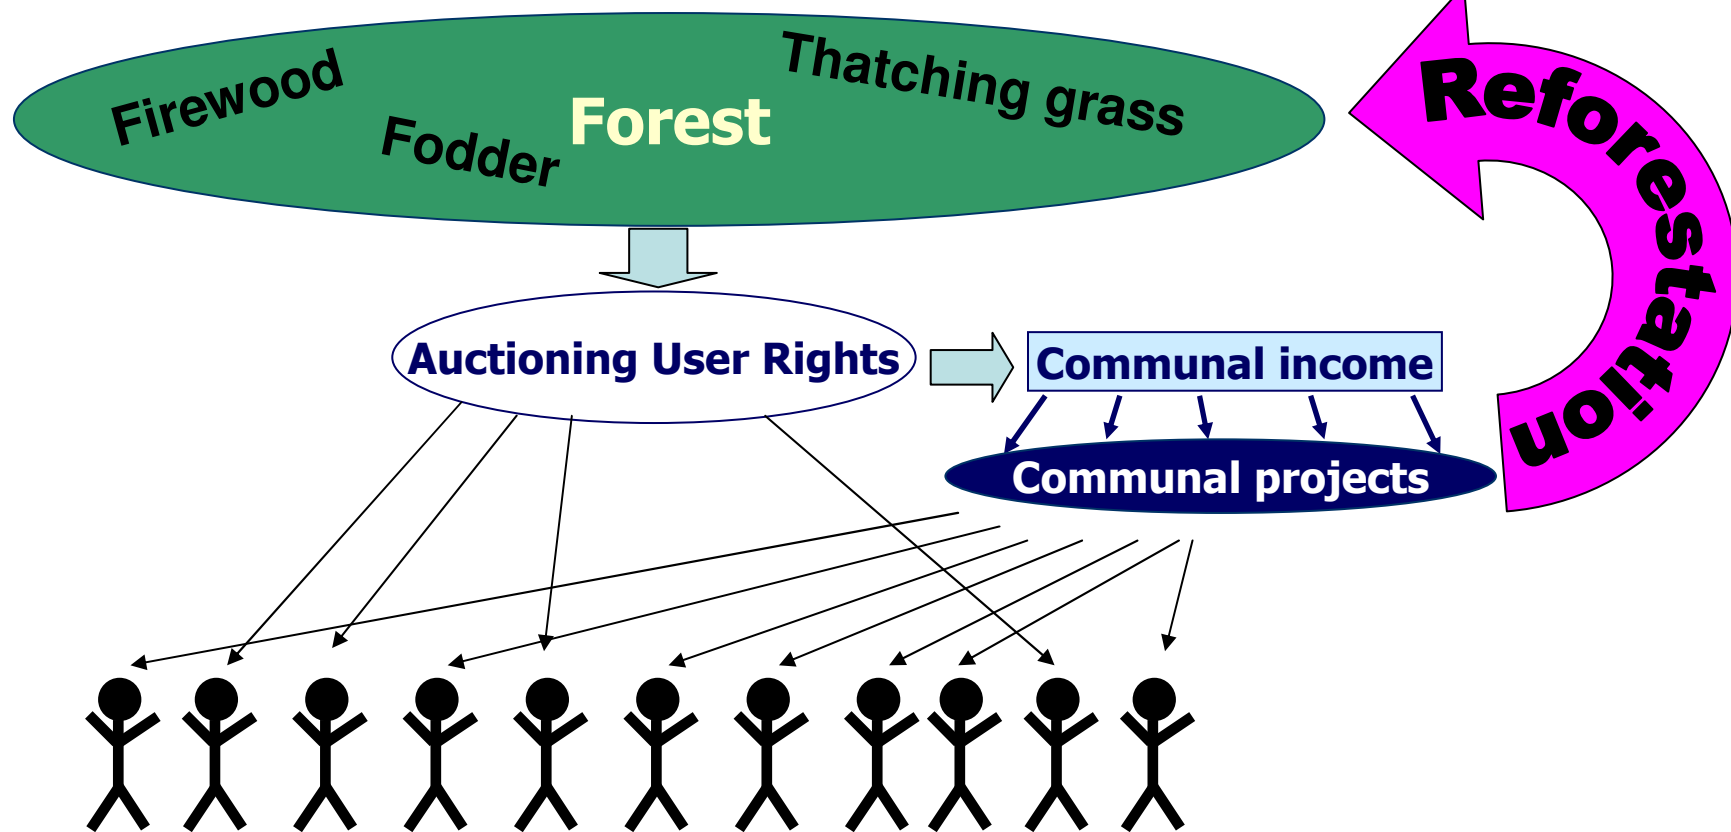 Firewood
Fodder
Forest
Thatching grass
Reforestation
Auctioning User Rights
Communal income
Communal projects